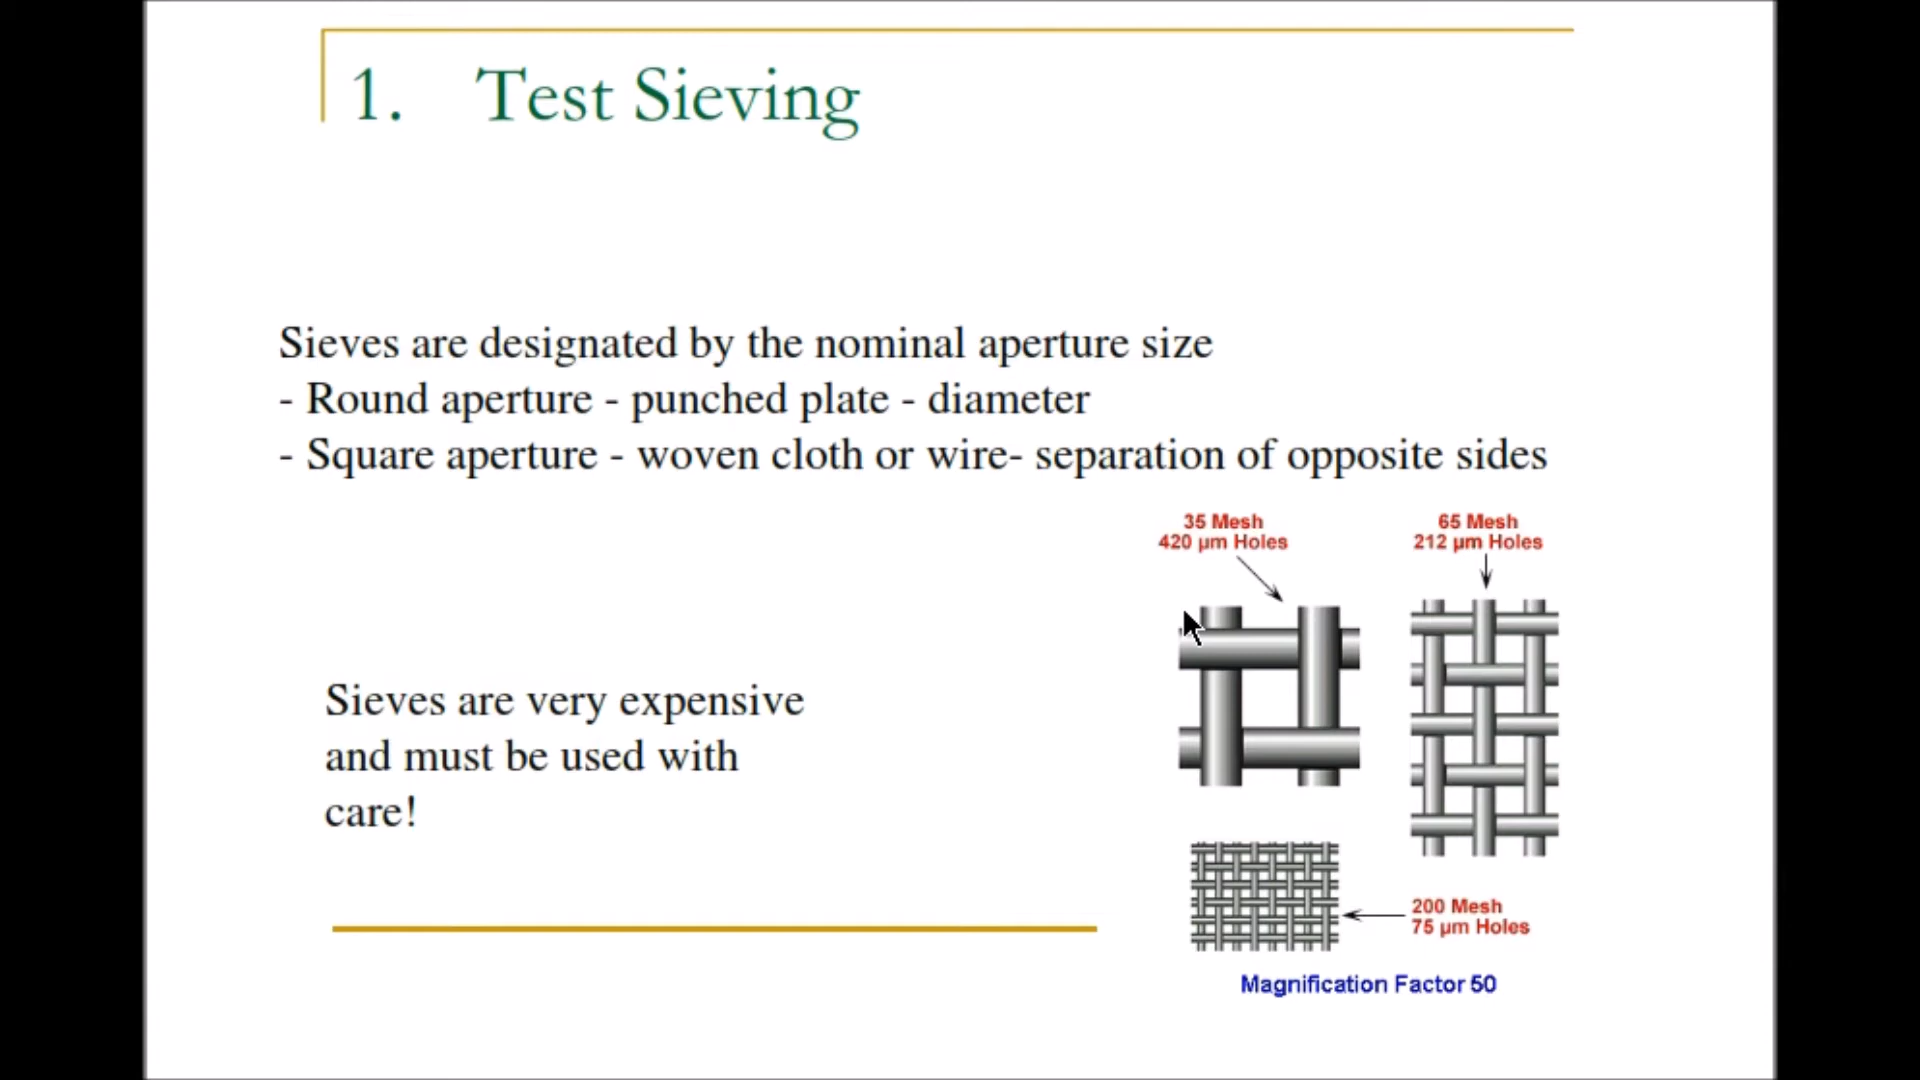 1. Test Sieving
Sieves are designated by the nominal aperture size
- Round aperture - punched plate - diameter
- Square aperture - woven cloth or wire- separation of opposite sides
35 Mesh
420 µm Holes
65 Mesh
212 µm Holes
Sieves are very expensive
and must be used with
care!
200 Mesh
75 µm Holes
Magnification Factor 50